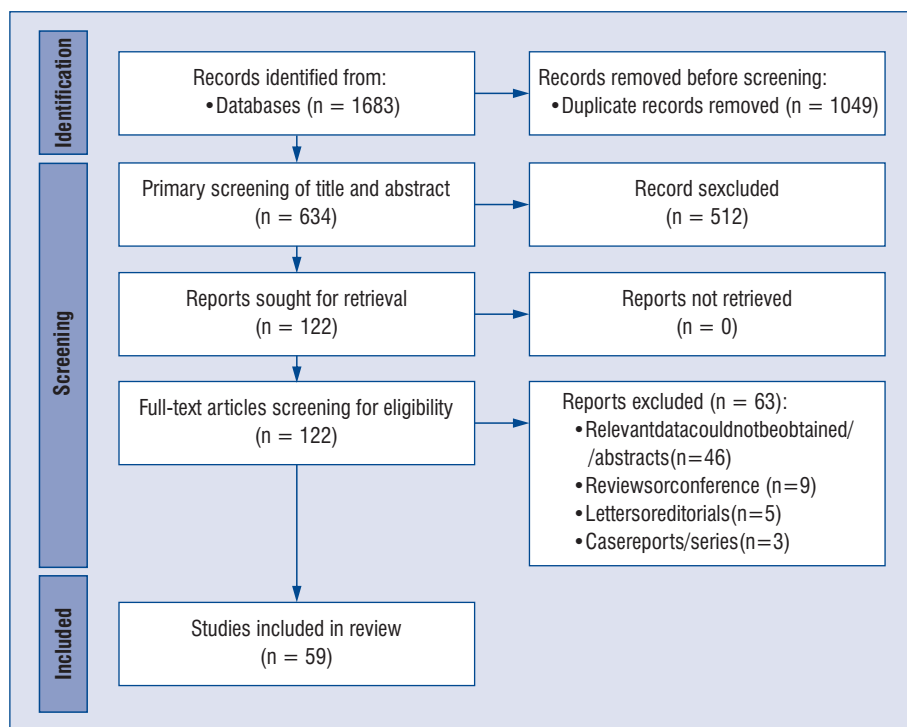 Identification
Records identified from:
•Databases (n = 1683)
Records removed before screening:
•Duplicate records removed (n = 1049)
Screening
Primary screening of title and abstract
(n = 634)
Record sexcluded
(n = 512)
Reports sought for retrieval
(n = 122)
Reports not retrieved
(n = 0)
Full-text articles screening for eligibility
(n = 122)
Reports excluded (n = 63):
•Relevantdatacouldnotbeobtained/
/abstracts(n=46)
•Reviewsorconference (n=9)
•Lettersoreditorials(n=5)
•Casereports/series(n=3)
Included
Studies included in review
(n = 59)